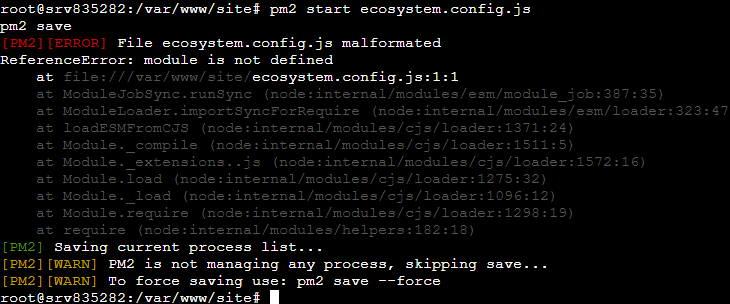 root@srv835282:/var/www/site# pm2 start ecosystem.config.js
pm2 save
[PM2][ERROR] File ecosystem.config.js malformated
ReferenceError: module is not defined
    at file:///var/www/site/ecosystem.config.js:1:1
    at ModuleJobSync.runSync (node:internal/modules/esm/module_job:387:35)
    at ModuleLoader.importSyncForRequire (node:internal/modules/esm/loader:323:47
    at loadESMFromCJS (node:internal/modules/cjs/loader:1371:24)
    at Module._compile (node:internal/modules/cjs/loader:1511:5)
    at Module._extensions..js (node:internal/modules/cjs/loader:1572:16)
    at Module.load (node:internal/modules/cjs/loader:1275:32)
    at Module._load (node:internal/modules/cjs/loader:1096:12)
    at Module.require (node:internal/modules/cjs/loader:1298:19)
    at require (node:internal/modules/helpers:182:18)
[PM2] Saving current process list...
[PM2][WARN] PM2 is not managing any process, skipping save...
[PM2][WARN] To force saving use: pm2 save --force
root@srv835282:/var/www/site#